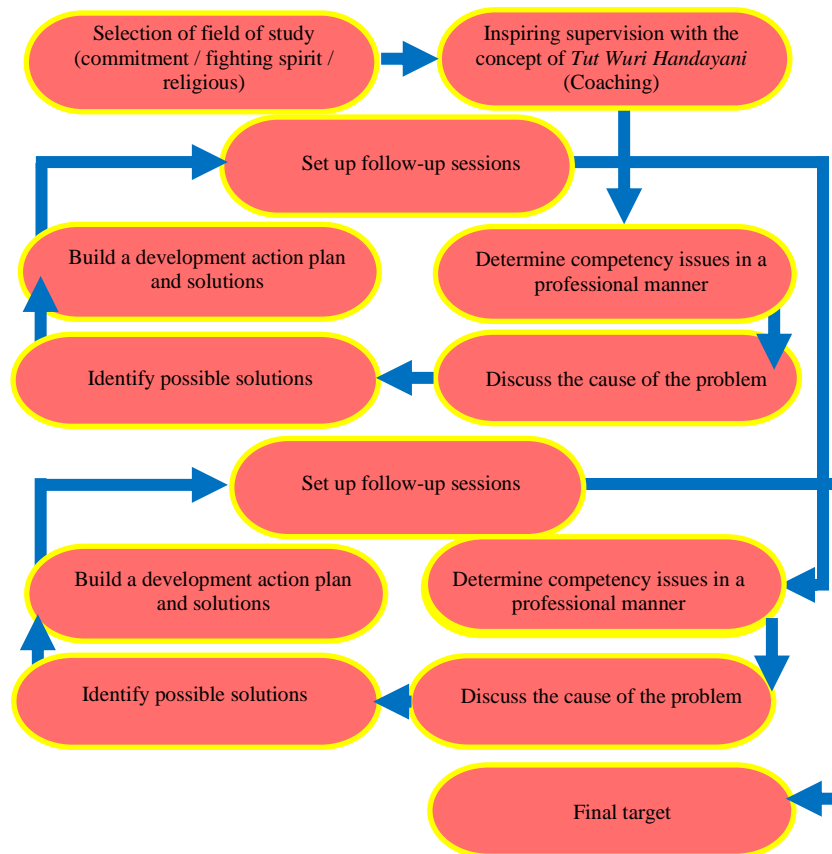 Selection of field of study
(commitment / fighting spirit /
religious)
Inspiring supervision with the
concept of Tut Wuri Handayani
(Coaching)
Set up follow-up sessions
Build a development action plan
and solutions
Determine competency issues in a
professional manner
Identify possible solutions
Discuss the cause of the problem
Set up follow-up sessions
Build a development action plan
and solutions
Determine competency issues in a
professional manner
Identify possible solutions
Discuss the cause of the problem
Final target